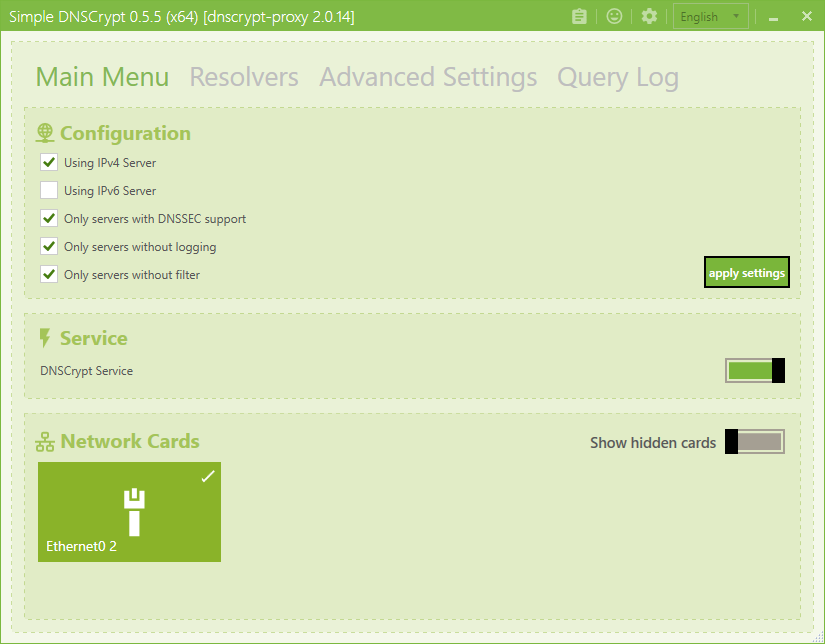 Simple DNSCrypt 0.5.5 (x64) [dnscrypt-proxy 2.0.14]
English
Main Menu Resolvers Advanced Settings Query Log
Configuration
Using IPv4 Server
Using IPv6 Server
Only servers with DNSSEC support
Only servers without logging
Only servers without filter
apply settings
Service
DNSCrypt Service
Network Cards
Show hidden cards
Ethernet0 2